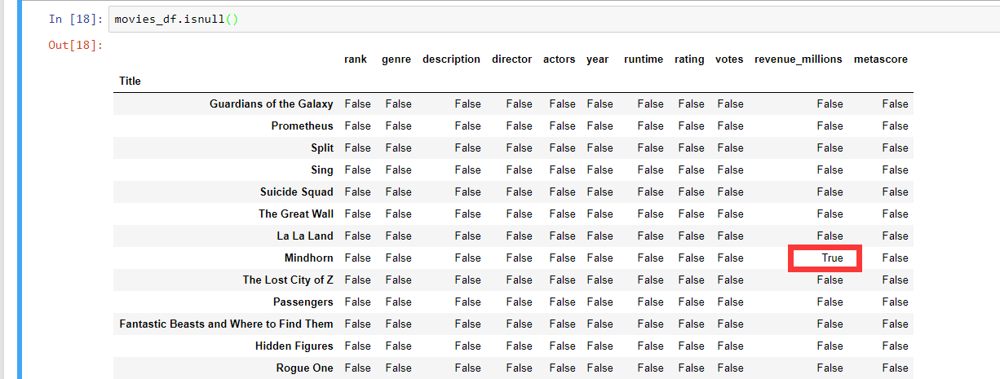 In [18]: movies_df.isnull()
Out[18]:
rank genre description director actors year runtime rating votes revenue_millions metascore
Title
Guardians of the Galaxy False False False False False False False False False False False
Prometheus False False False False False False False False False False False
Split False False False False False False False False False False False
Sing False False False False False False False False False False False
Suicide Squad False False False False False False False False False False False
The Great Wall False False False False False False False False False False False
La La Land False False False False False False False False False False False
Mindhorn False False False False False False False False False True False
The Lost City of Z False False False False False False False False False False False
Passengers False False False False False False False False False False False
Fantastic Beasts and Where to Find Them False False False False False False False False False False False
Hidden Figures False False False False False False False False False False False
Rogue One False False False False False False False False False False False